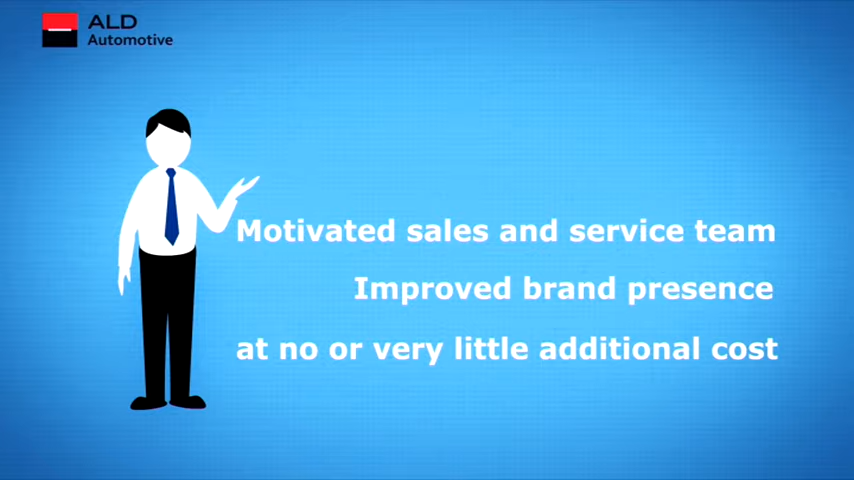 ALD
Automotive
Motivated sales and service team
Improved brand presence
at no or very little additional cost